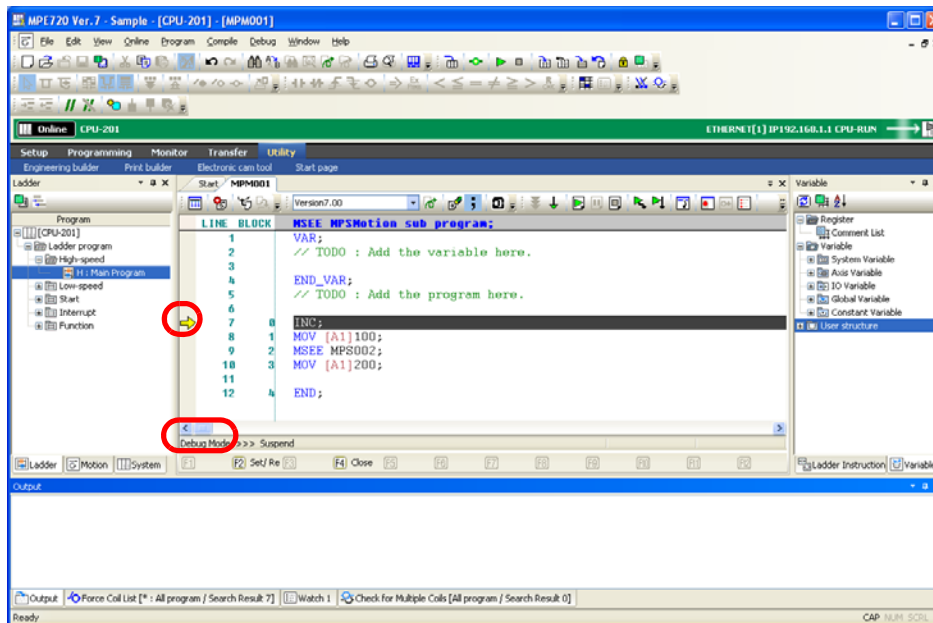 MPE720 Ver.7 - Sample - [CPU-201] - [MPM001]
File Edit View Online Program Compile Debug Window Help
Online CPU-201 ETHERNET[1] IP192.168.1.1 CPU-RUN
Setup Programming Monitor Transfer Utility
Engineering builder Print builder Electronic cam tool Start page
Ladder
Start MPM001
Variable
Version7.00
Program
[CPU-201]
Ladder program
High-speed
H : Main Program
Low-speed
Start
Interrupt
Function
LINE BLOCK MSEE MPSMotion sub program;
1 VAR;
2 // TODO : Add the variable here.
3
4 END_VAR;
5 // TODO : Add the program here.
6
7 0 INC;
8 1 MOV [A1]100;
9 2 MSEE MPS002;
10 3 MOV [A1]200;
11
12 4 END;
Register
Comment List
Variable
System Variable
Axis Variable
IO Variable
Global Variable
Constant Variable
User structure
Debug Mode >>> Suspend
Ladder Motion System
F1 F2 Set/ Re F3 F4 Close F5 F6 F7 F8 F9
Ladder Instruction Variable
Output
Output Force Coil List [* : All program / Search Result 7] Watch 1 Check for Multiple Coils [All program / Search Result 0]
Ready CAP NUM SCRL